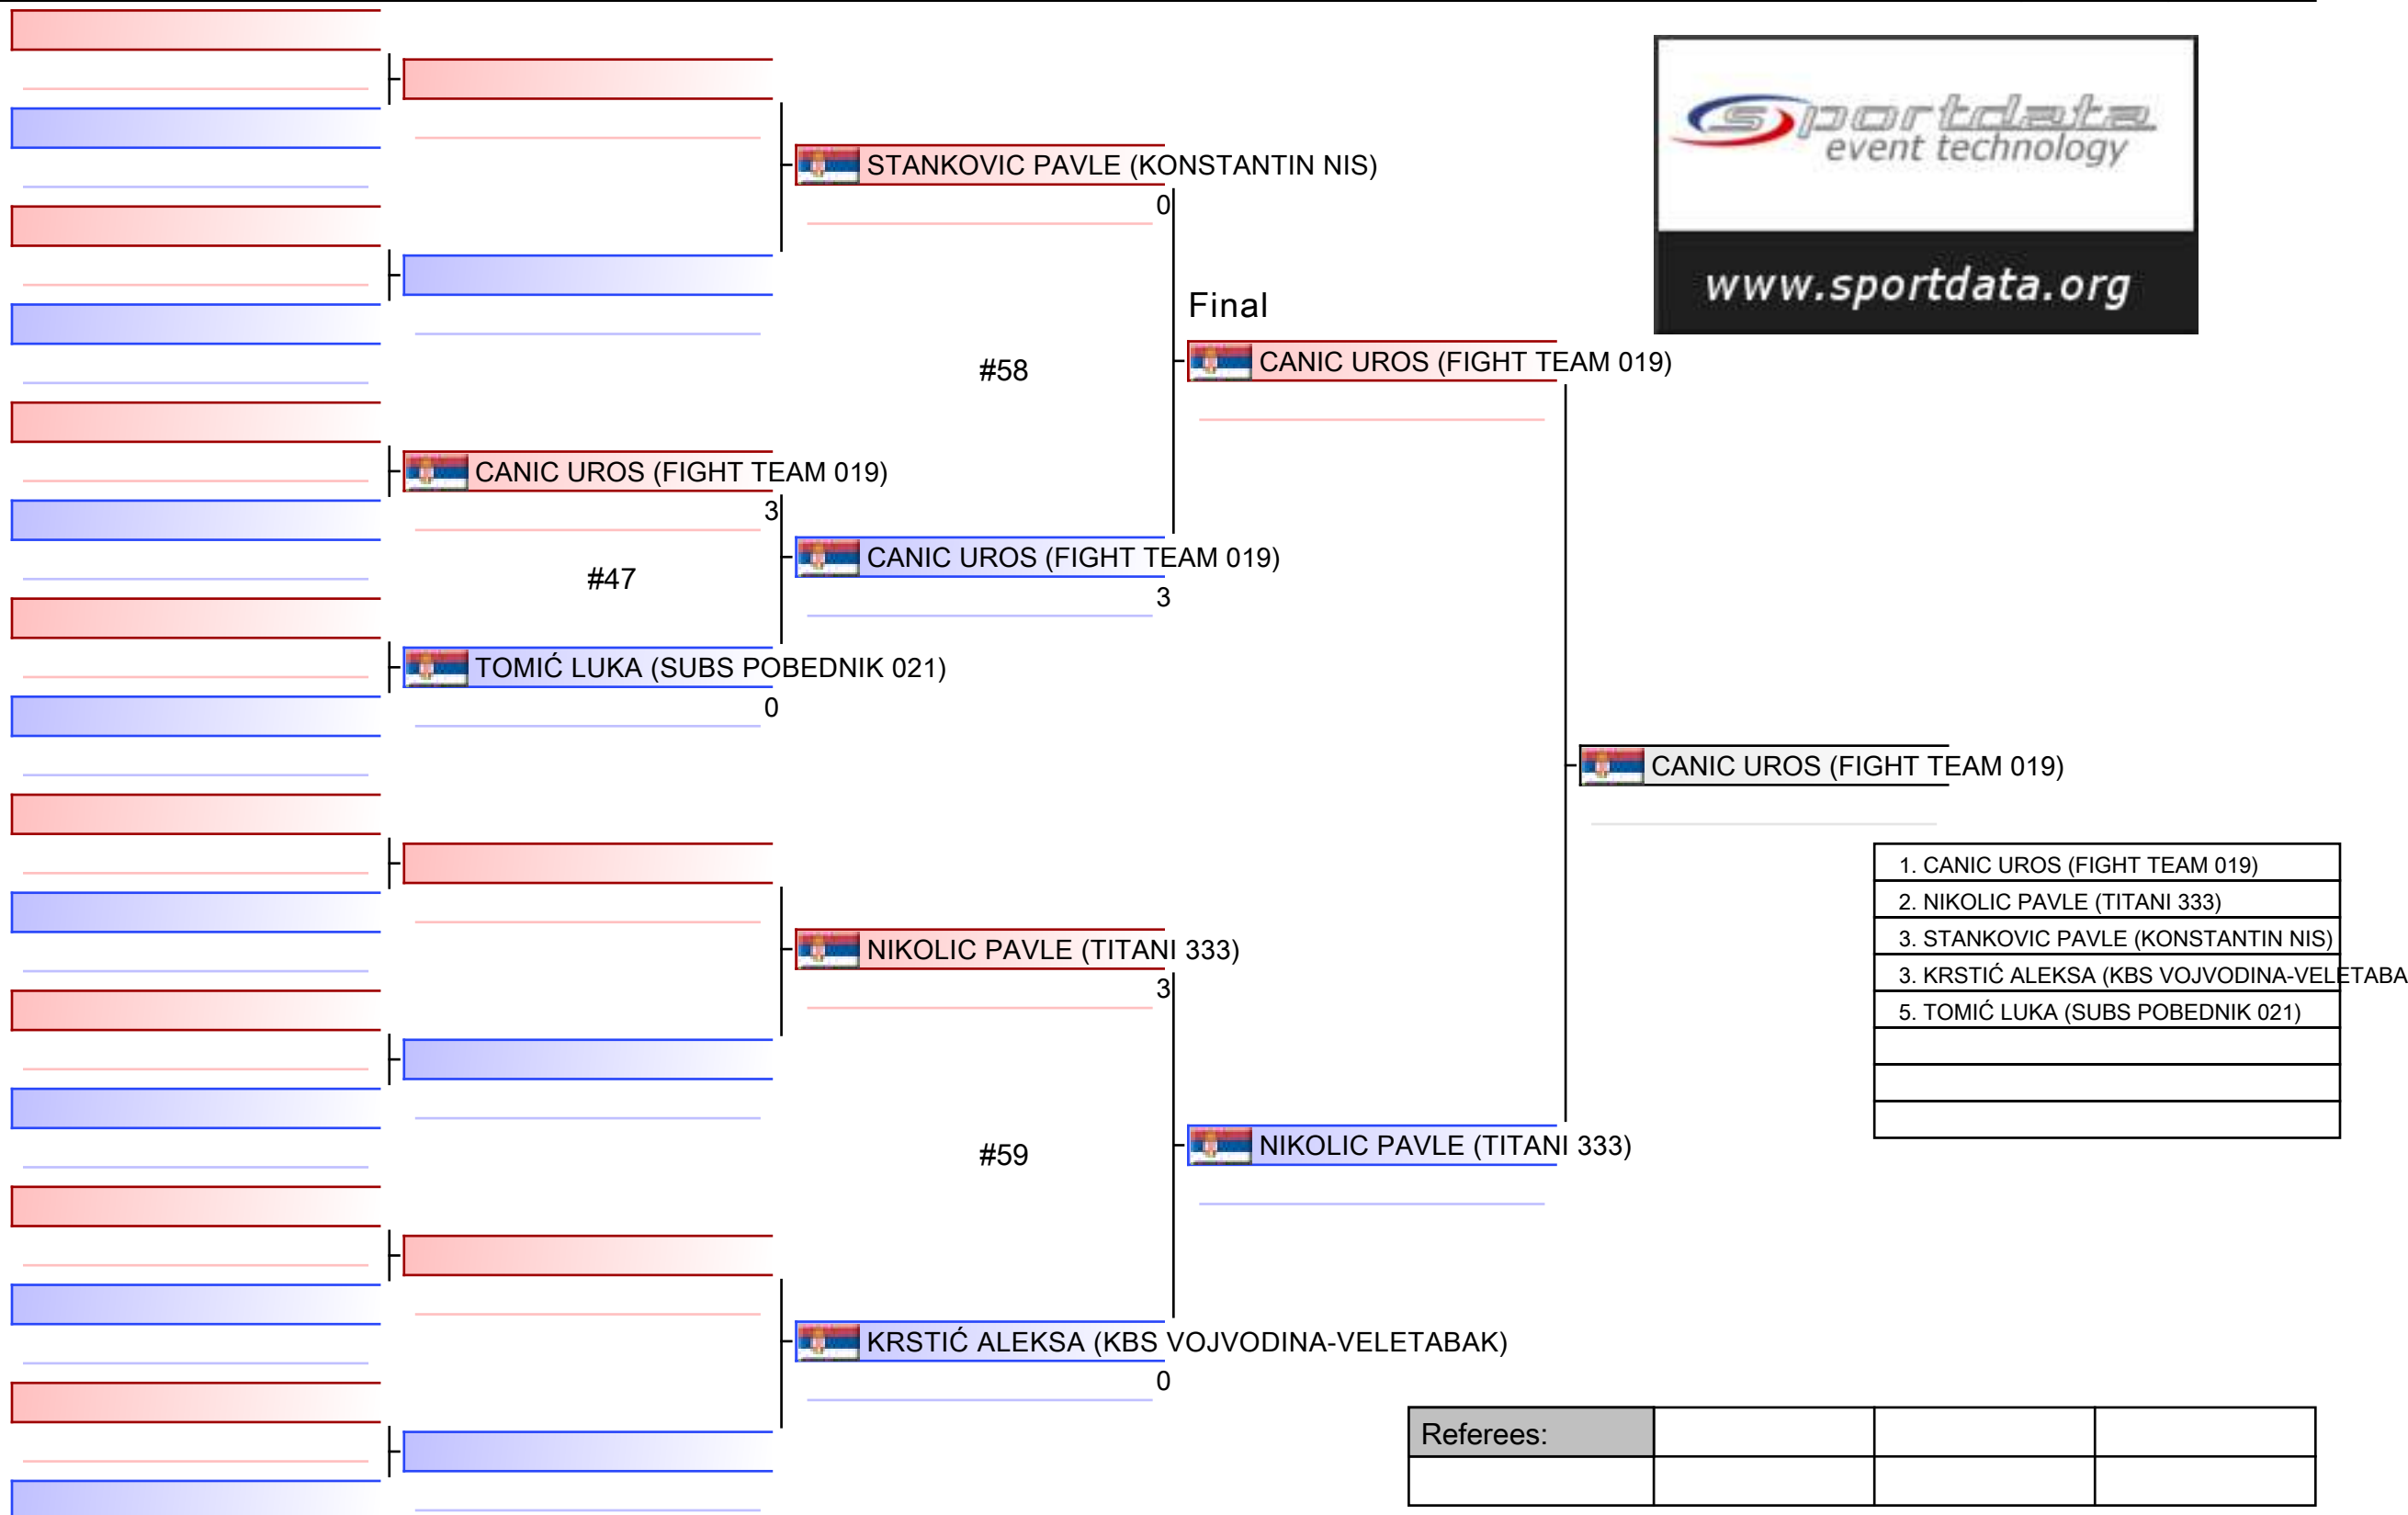 sportdata
event technology
www.sportdata.org
STANKOVIC PAVLE (KONSTANTIN NIS)
0
Final
#58
CANIC UROS (FIGHT TEAM 019)
CANIC UROS (FIGHT TEAM 019)
3
CANIC UROS (FIGHT TEAM 019)
#47
3
TOMIĆ LUKA (SUBS POBEDNIK 021)
0
CANIC UROS (FIGHT TEAM 019)
1. CANIC UROS (FIGHT TEAM 019)
2. NIKOLIC PAVLE (TITANI 333)
3. STANKOVIC PAVLE (KONSTANTIN NIS)
3. KRSTIĆ ALEKSA (KBS VOJVODINA-VELETABA
5. TOMIĆ LUKA (SUBS POBEDNIK 021)
NIKOLIC PAVLE (TITANI 333)
3
#59
NIKOLIC PAVLE (TITANI 333)
KRSTIĆ ALEKSA (KBS VOJVODINA-VELETABAK)
0
Referees: